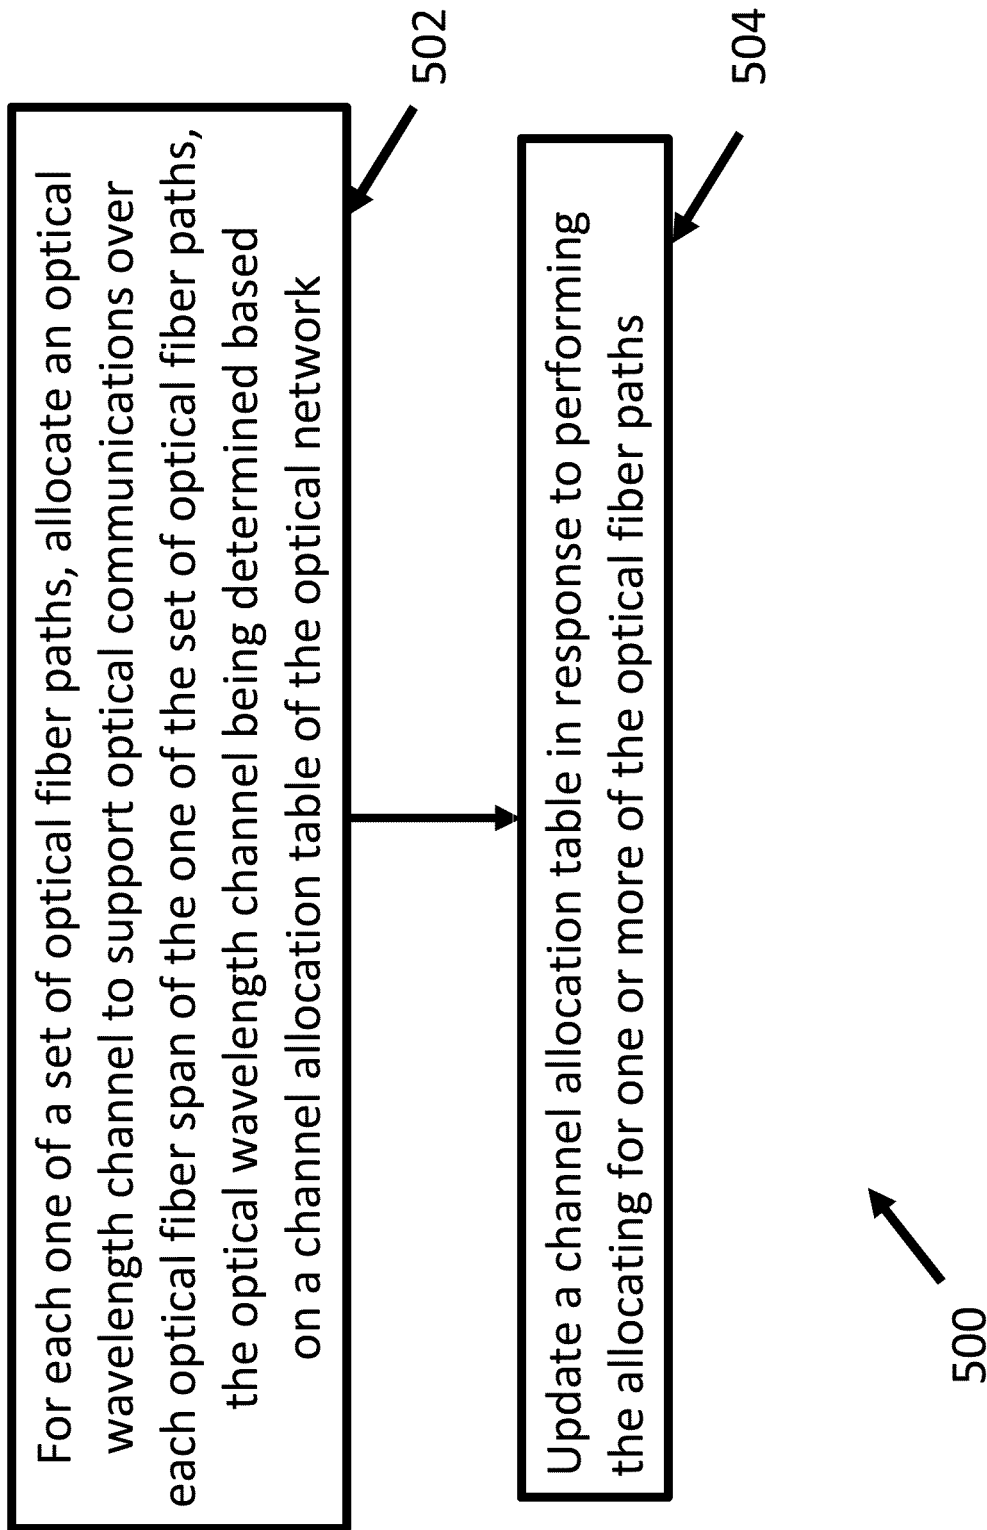 For each one of a set of optical fiber paths, allocate an optical
wavelength channel to support optical communications over
each optical fiber span of the one of the set of optical fiber paths,
the optical wavelength channel being determined based
on a channel allocation table of the optical network
502
Update a channel allocation table in response to performing
the allocating for one or more of the optical fiber paths
504
500